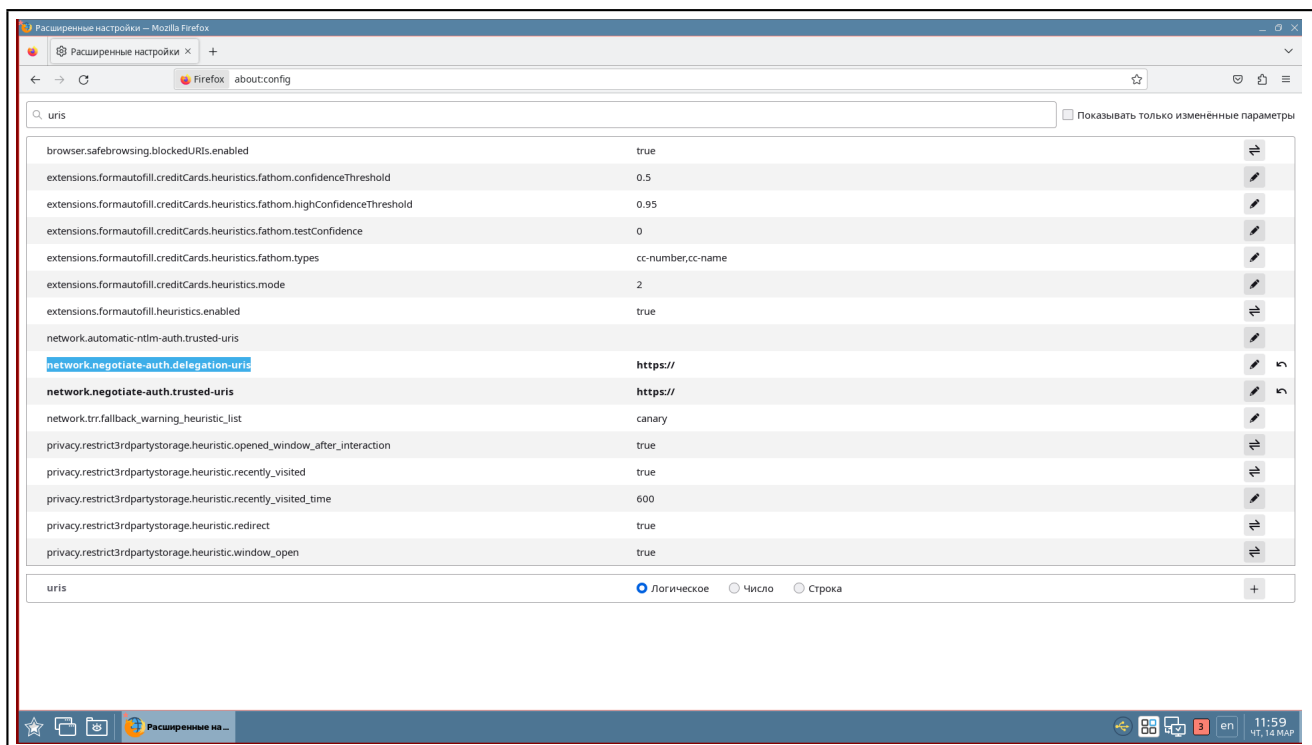 Расширенные настройки — Mozilla Firefox
Расширенные настройки × +
Firefox about:config
uris Показывать только изменённые параметры
browser.safebrowsing.blockedURIs.enabled true
extensions.formautofill.creditCards.heuristics.fathom.confidenceThreshold 0.5
extensions.formautofill.creditCards.heuristics.fathom.highConfidenceThreshold 0.95
extensions.formautofill.creditCards.heuristics.fathom.testConfidence 0
extensions.formautofill.creditCards.heuristics.fathom.types cc-number,cc-name
extensions.formautofill.creditCards.heuristics.mode 2
extensions.formautofill.heuristics.enabled true
network.automatic-ntlm-auth.trusted-uris
network.negotiate-auth.delegation-uris https://
network.negotiate-auth.trusted-uris https://
network.trr.fallback_warning_heuristic_list canary
privacy.restrict3rdpartystorage.heuristic.opened_window_after_interaction true
privacy.restrict3rdpartystorage.heuristic.recently_visited true
privacy.restrict3rdpartystorage.heuristic.recently_visited_time 600
privacy.restrict3rdpartystorage.heuristic.redirect true
privacy.restrict3rdpartystorage.heuristic.window_open true
uris Логическое Число Строка +
Расширенные на... 3 en 11:59
ЧТ, 14 МАР